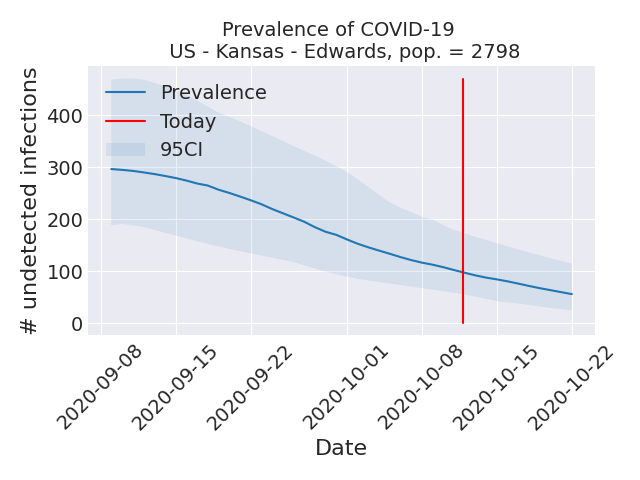 Prevalence of COVID-19
US - Kansas - Edwards, pop. = 2798
# undetected infections
400
300
200
100
0
Prevalence
Today
95CI
2020-09-08
2020-09-15
2020-09-22
2020-10-01
2020-10-08
2020-10-15
2020-10-22
Date